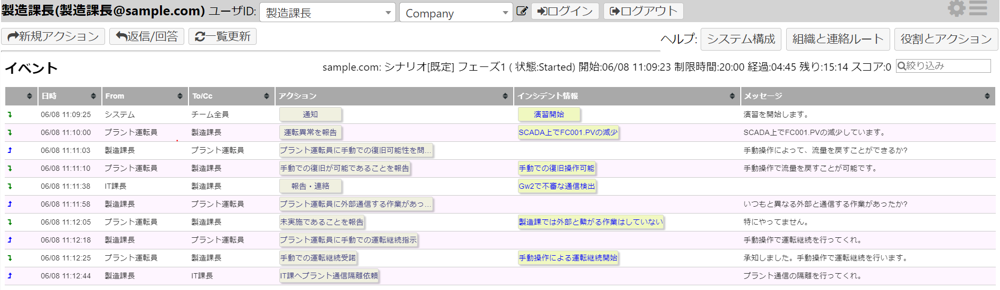 製造課長(製造課長@sample.com) ユーザID: 製造課長 Company ログイン ログアウト
新規アクション 返信/回答 一覧更新 ヘルプ: システム構成 組織と連絡ルート 役割とアクション
イベント sample.com: シナリオ[既定] フェーズ1 ( 状態:Started) 開始:06/08 11:09:23 制限時間:20:00 経過:04:45 残り:15:14 スコア:0 絞り込み
日時 From To/Cc アクション インシデント情報 メッセージ
06/08 11:09:25 システム チーム全員 通知 演習開始 演習を開始します。
06/08 11:10:00 プラント運転員 製造課長 運転異常を報告 SCADA上でFC001.PVの減少 SCADA上でFC001.PVの減少しています。
06/08 11:11:03 製造課長 プラント運転員 プラント運転員に手動での復旧可能性を問... 手動操作によって、流量を戻すことができるか?
06/08 11:11:10 プラント運転員 製造課長 手動での復旧が可能であることを報告 手動での復旧操作可能 手動操作で流量を戻すことが可能です。
06/08 11:11:38 IT課長 製造課長 報告・連絡 Gw2で不審な通信検出
06/08 11:11:58 製造課長 プラント運転員 プラント運転員に外部通信する作業があっ... いつもと異なる外部と通信する作業があったか?
06/08 11:12:05 プラント運転員 製造課長 未実施であることを報告 製造課では外部と繋がる作業はしていない 特にやってません。
06/08 11:12:18 製造課長 プラント運転員 プラント運転員に手動での運転継続指示 手動操作で運転継続を行ってくれ。
06/08 11:12:25 プラント運転員 製造課長 手動での運転継続受諾 手動操作による運転継続開始 承知しました。手動操作で運転継続を行います。
06/08 11:12:44 製造課長 IT課長 IT課へプラント通信隔離依頼 プラント通信の隔離を行ってくれ。